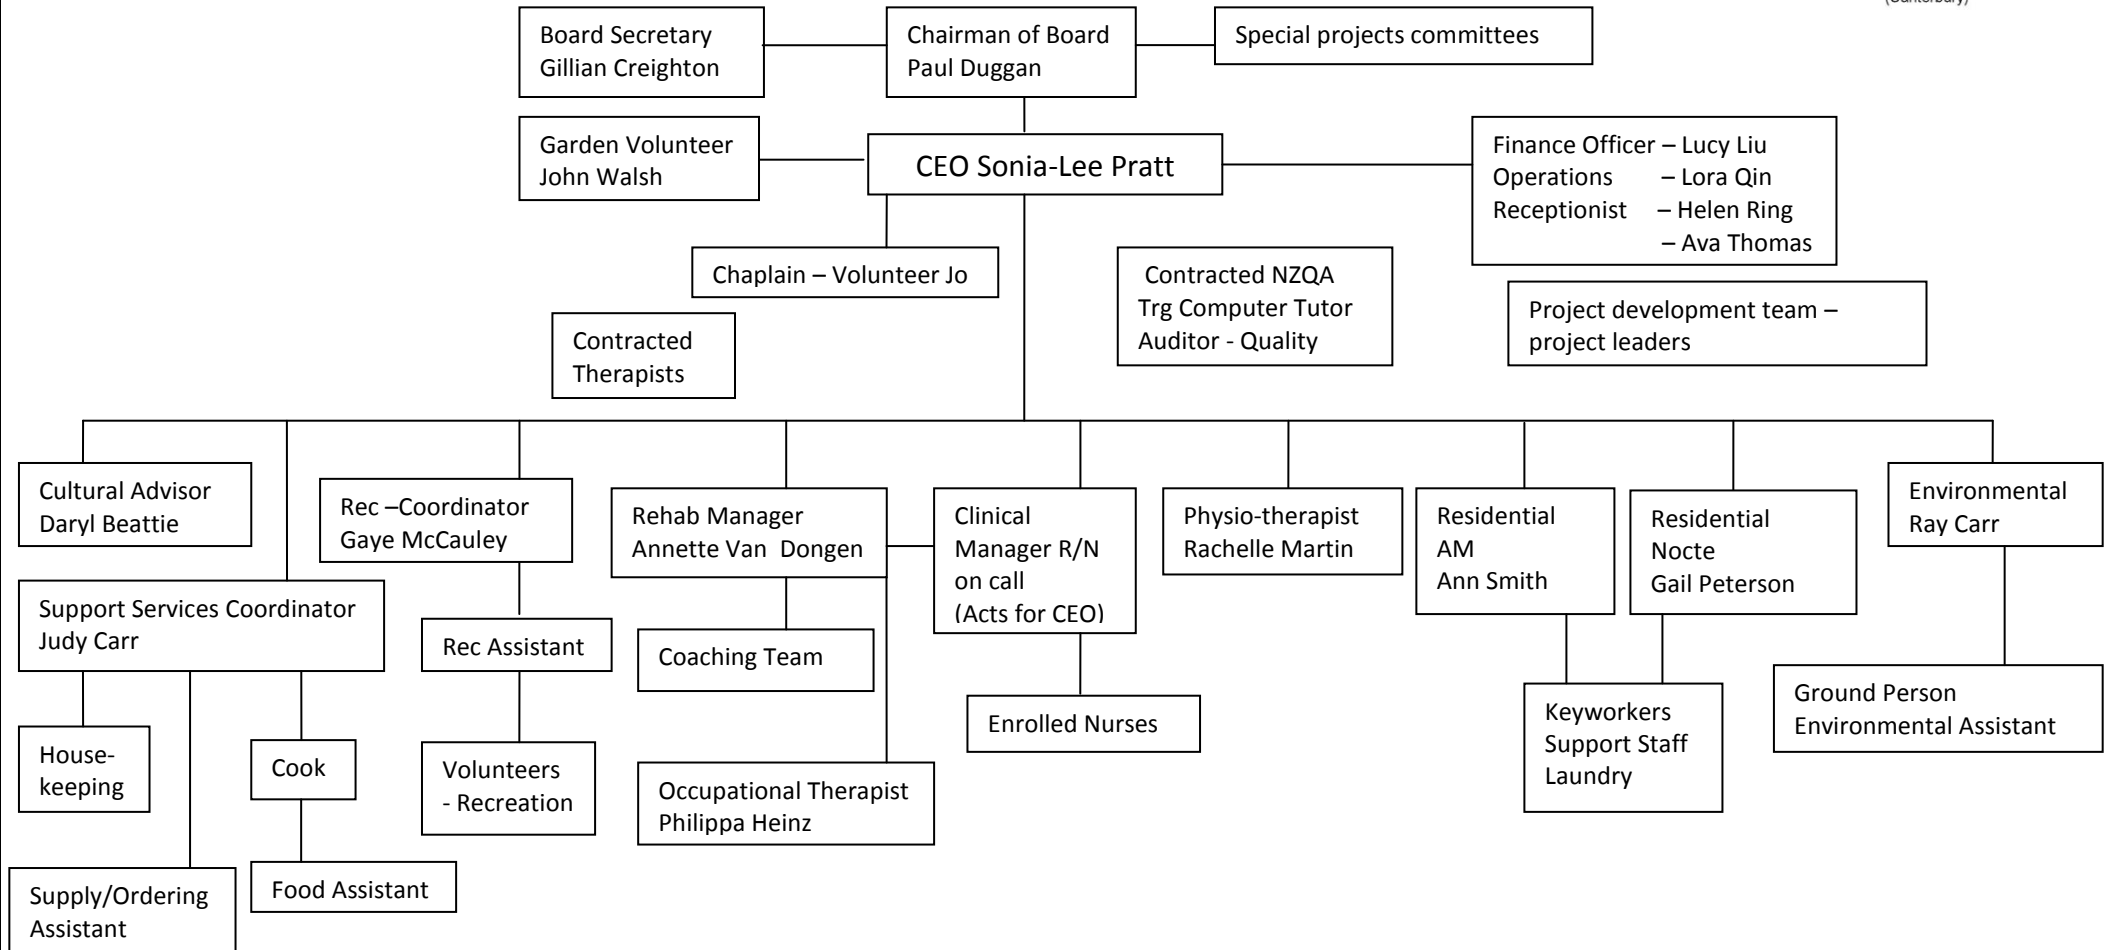 (Canterbury)
Board Secretary
Gillian Creighton
Chairman of Board
Paul Duggan
Special projects committees
Garden Volunteer
John Walsh
CEO Sonia-Lee Pratt
Finance Officer – Lucy Liu
Operations – Lora Qin
Receptionist – Helen Ring
– Ava Thomas
Chaplain – Volunteer Jo
Contracted NZQA
Trg Computer Tutor
Auditor - Quality
Project development team –
project leaders
Contracted
Therapists
Cultural Advisor
Daryl Beattie
Rec –Coordinator
Gaye McCauley
Rehab Manager
Annette Van Dongen
Clinical
Manager R/N
on call
(Acts for CEO)
Physio-therapist
Rachelle Martin
Residential
AM
Ann Smith
Residential
Nocte
Gail Peterson
Environmental
Ray Carr
Support Services Coordinator
Judy Carr
Rec Assistant
Coaching Team
Enrolled Nurses
Keyworkers
Support Staff
Laundry
Ground Person
Environmental Assistant
House-
keeping
Cook
Volunteers
- Recreation
Occupational Therapist
Philippa Heinz
Supply/Ordering
Assistant
Food Assistant